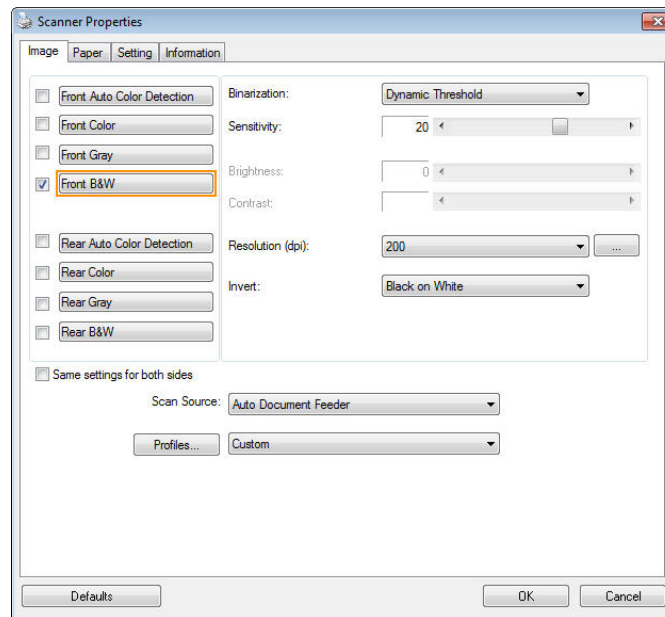 Scanner Properties
Image Paper Setting Information
Front Auto Color Detection
Front Color
Front Gray
Front B&W
Rear Auto Color Detection
Rear Color
Rear Gray
Rear B&W
Binarization: Dynamic Threshold
Sensitivity: 20
Brightness: 0
Contrast:
Resolution (dpi): 200 ...
Invert: Black on White
Same settings for both sides
Scan Source: Auto Document Feeder
Profiles... Custom
Defaults OK Cancel